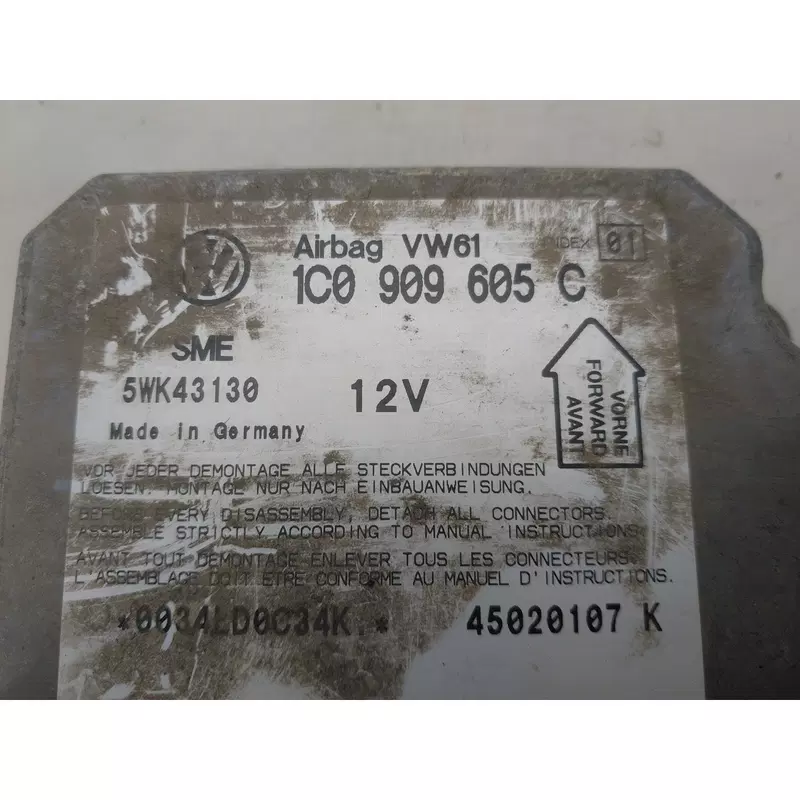 Airbag VW61
INDEX 01
1C0 909 605 C
SME
5WK43130
12V
Made in Germany
VORNE
FORWARD
AVANT
VOR JEDER DEMONTAGE ALLE STECKVERBINDUNGEN
LOESEN. MONTAGE NUR NACH EINBAUANWEISUNG.
BEFORE EVERY DISASSEMBLY, DETACH ALL CONNECTORS.
ASSEMBLE STRICTLY ACCORDING TO MANUAL INSTRUCTIONS
AVANT TOUT DEMONTAGE ENLEVER TOUS LES CONNECTEURS.
L'ASSEMBLAGE DOIT ETRE CONFORME AU MANUEL D'INSTRUCTIONS.
*0034LD0C34K.*
45020107 K